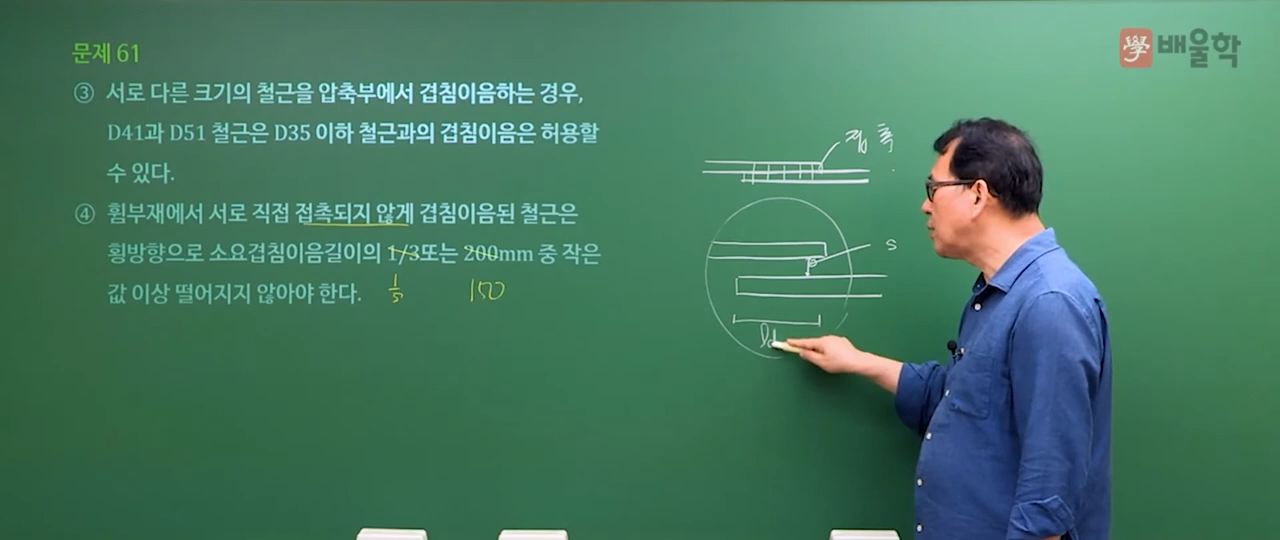 문제 61
學 배울학
③ 서로 다른 크기의 철근을 압축부에서 겹침이음하는 경우,
D41과 D51 철근은 D35 이하 철근과의 겹침이음은 허용할
수 있다.
④ 휨부재에서 서로 직접 접촉되지 않게 겹침이음된 철근은
횡방향으로 소요겹침이음길이의 1/3또는 200mm 중 작은
값 이상 떨어지지 않아야 한다.
1/5 150
접촉
s
ld